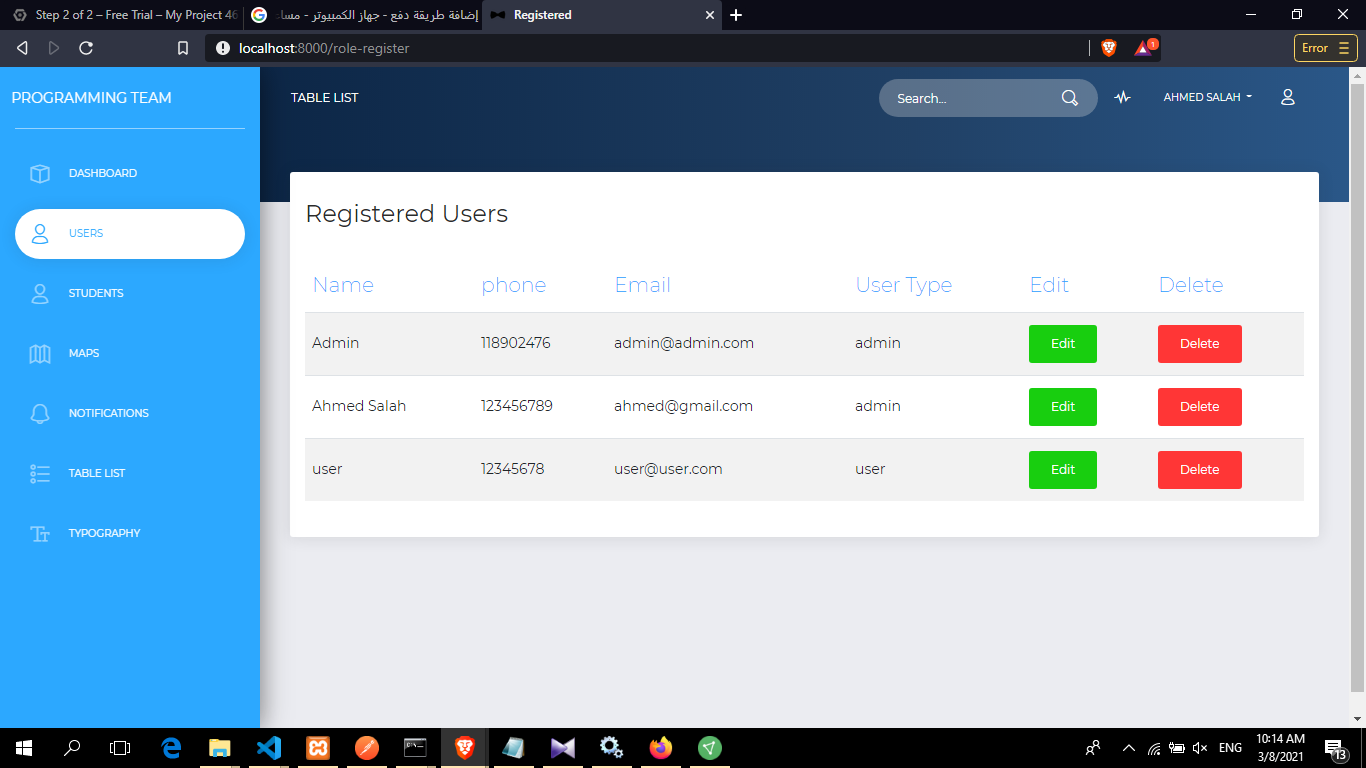 Step 2 of 2 – Free Trial – My Project 46
إضافة طريقة دفع - جهاز الكمبيوتر - مساعد
Registered
localhost:8000/role-register
1
Error
PROGRAMMING TEAM
TABLE LIST
Search...
AHMED SALAH
DASHBOARD
USERS
STUDENTS
MAPS
NOTIFICATIONS
TABLE LIST
TYPOGRAPHY
Registered Users
Name phone Email User Type Edit Delete
Admin 118902476 admin@admin.com admin Edit Delete
Ahmed Salah 123456789 ahmed@gmail.com admin Edit Delete
user 12345678 user@user.com user Edit Delete
ENG
10:14 AM
3/8/2021
13